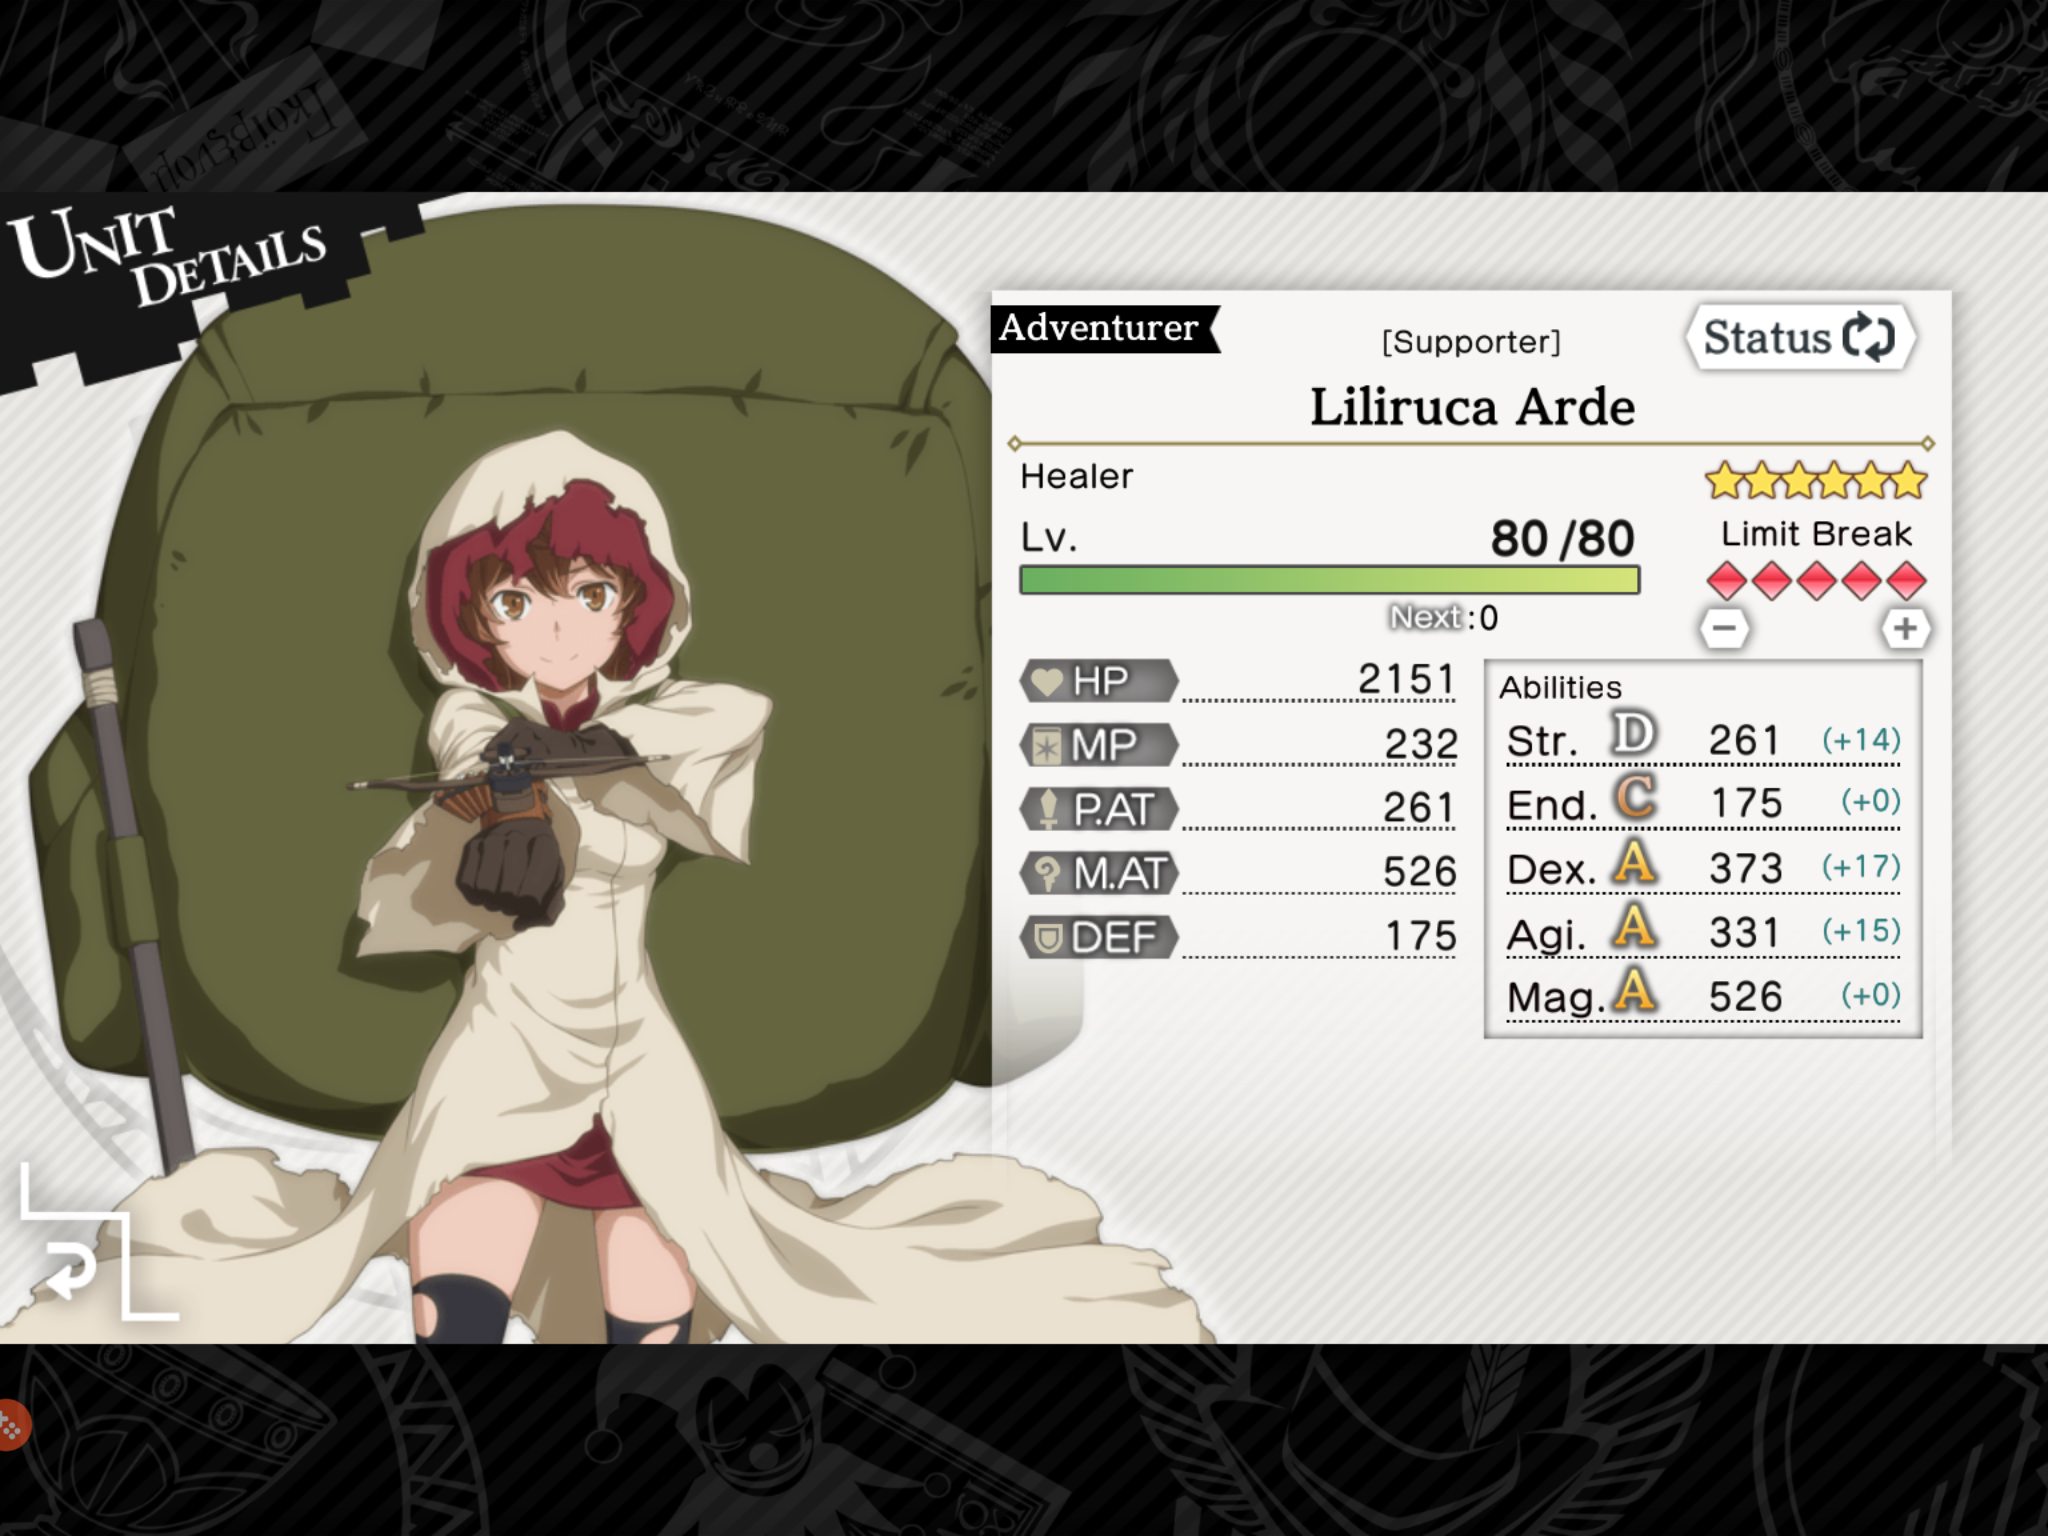 UNIT
DETAILS
Adventurer
[Supporter]
Status
Liliruca Arde
Healer
Lv. 80 /80
Limit Break
Next:0
HP 2151
MP 232
P.AT 261
M.AT 526
DEF 175
Abilities
Str. D 261 (+14)
End. C 175 (+0)
Dex. A 373 (+17)
Agi. A 331 (+15)
Mag. A 526 (+0)